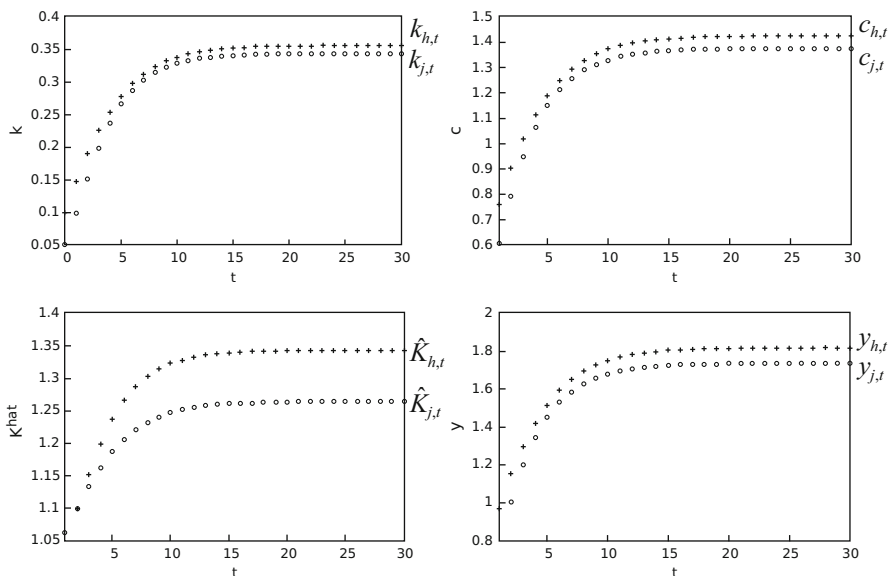 0.4
0.35
0.3
0.25
0.2
0.15
0.1
0.05
k
0 5 10 15 20 25 30
t
k_{h,t}
k_{j,t}
1.5
1.4
1.3
1.2
1.1
1
0.9
0.8
0.7
0.6
c
5 10 15 20 25 30
t
c_{h,t}
c_{j,t}
1.4
1.35
1.3
1.25
1.2
1.15
1.1
1.05
K^{hat}
5 10 15 20 25 30
t
K̂_{h,t}
K̂_{j,t}
2
1.8
1.6
1.4
1.2
1
0.8
y
5 10 15 20 25 30
t
y_{h,t}
y_{j,t}